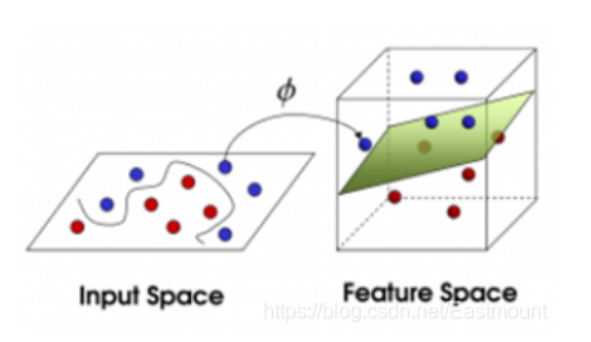 ϕ
Input Space
Feature Space
https://blog.csdn.net/Eastmount